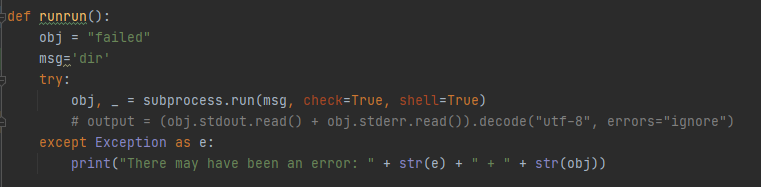 def runrun():
    obj = "failed"
    msg='dir'
    try:
        obj, _ = subprocess.run(msg, check=True, shell=True)
        # output = (obj.stdout.read() + obj.stderr.read()).decode("utf-8", errors="ignore")
    except Exception as e:
        print("There may have been an error: " + str(e) + " + " + str(obj))